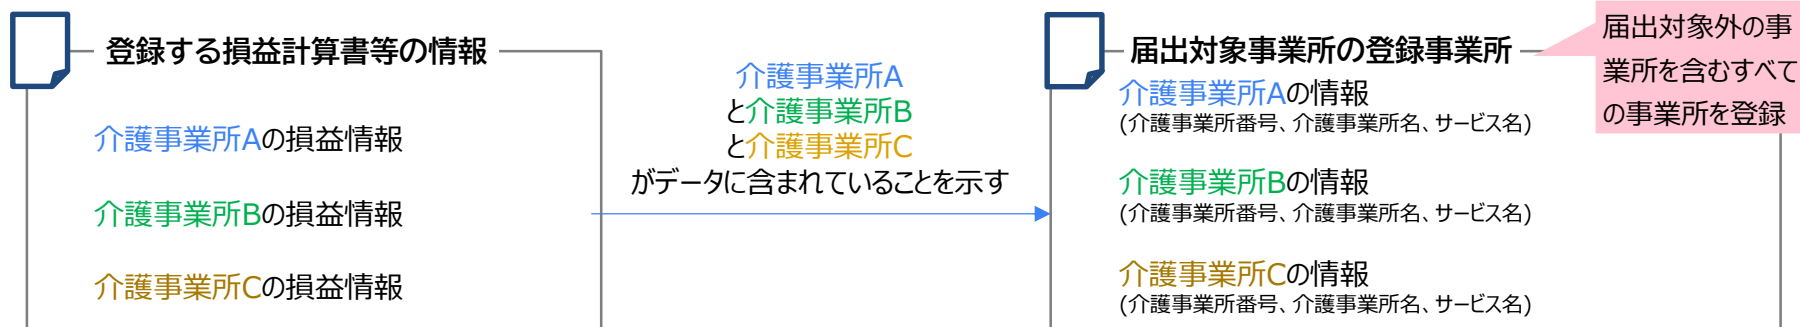 登録する損益計算書等の情報
介護事業所Aの損益情報
介護事業所Bの損益情報
介護事業所Cの損益情報
介護事業所A
と介護事業所B
と介護事業所C
がデータに含まれていることを示す
届出対象事業所の登録事業所
介護事業所Aの情報
(介護事業所番号、介護事業所名、サービス名)
介護事業所Bの情報
(介護事業所番号、介護事業所名、サービス名)
介護事業所Cの情報
(介護事業所番号、介護事業所名、サービス名)
届出対象外の事
業所を含むすべて
の事業所を登録